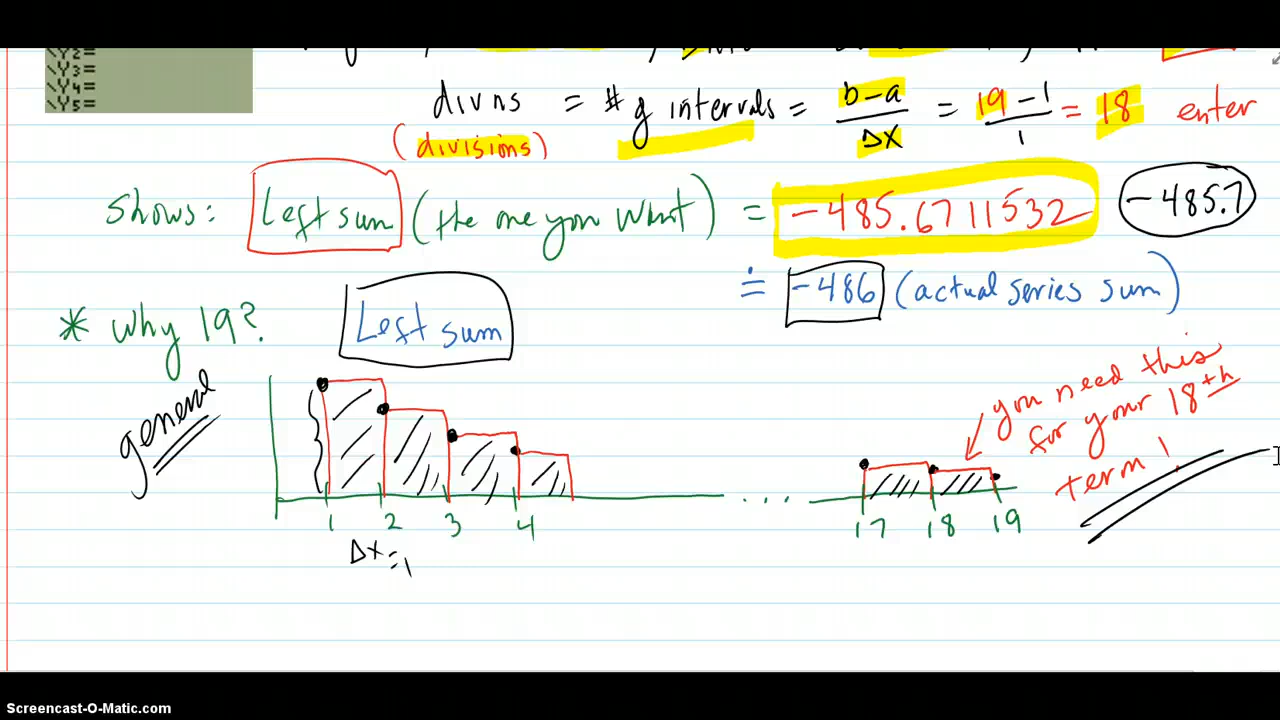 \Y2=
\Y3=
\Y4=
\Y5=
divns = # of intervals = b-a / Δx = 19-1 / 1 = 18 enter
(divisions)
Shows: Left sum (the one you want) = -485.6711532 -485.7
≐ -486 (actual series sum)
* Why 19? Left sum
general
you need this
for your 18th
term!
1 2 3 4 .... 17 18 19
Δx = 1
Screencast-O-Matic.com